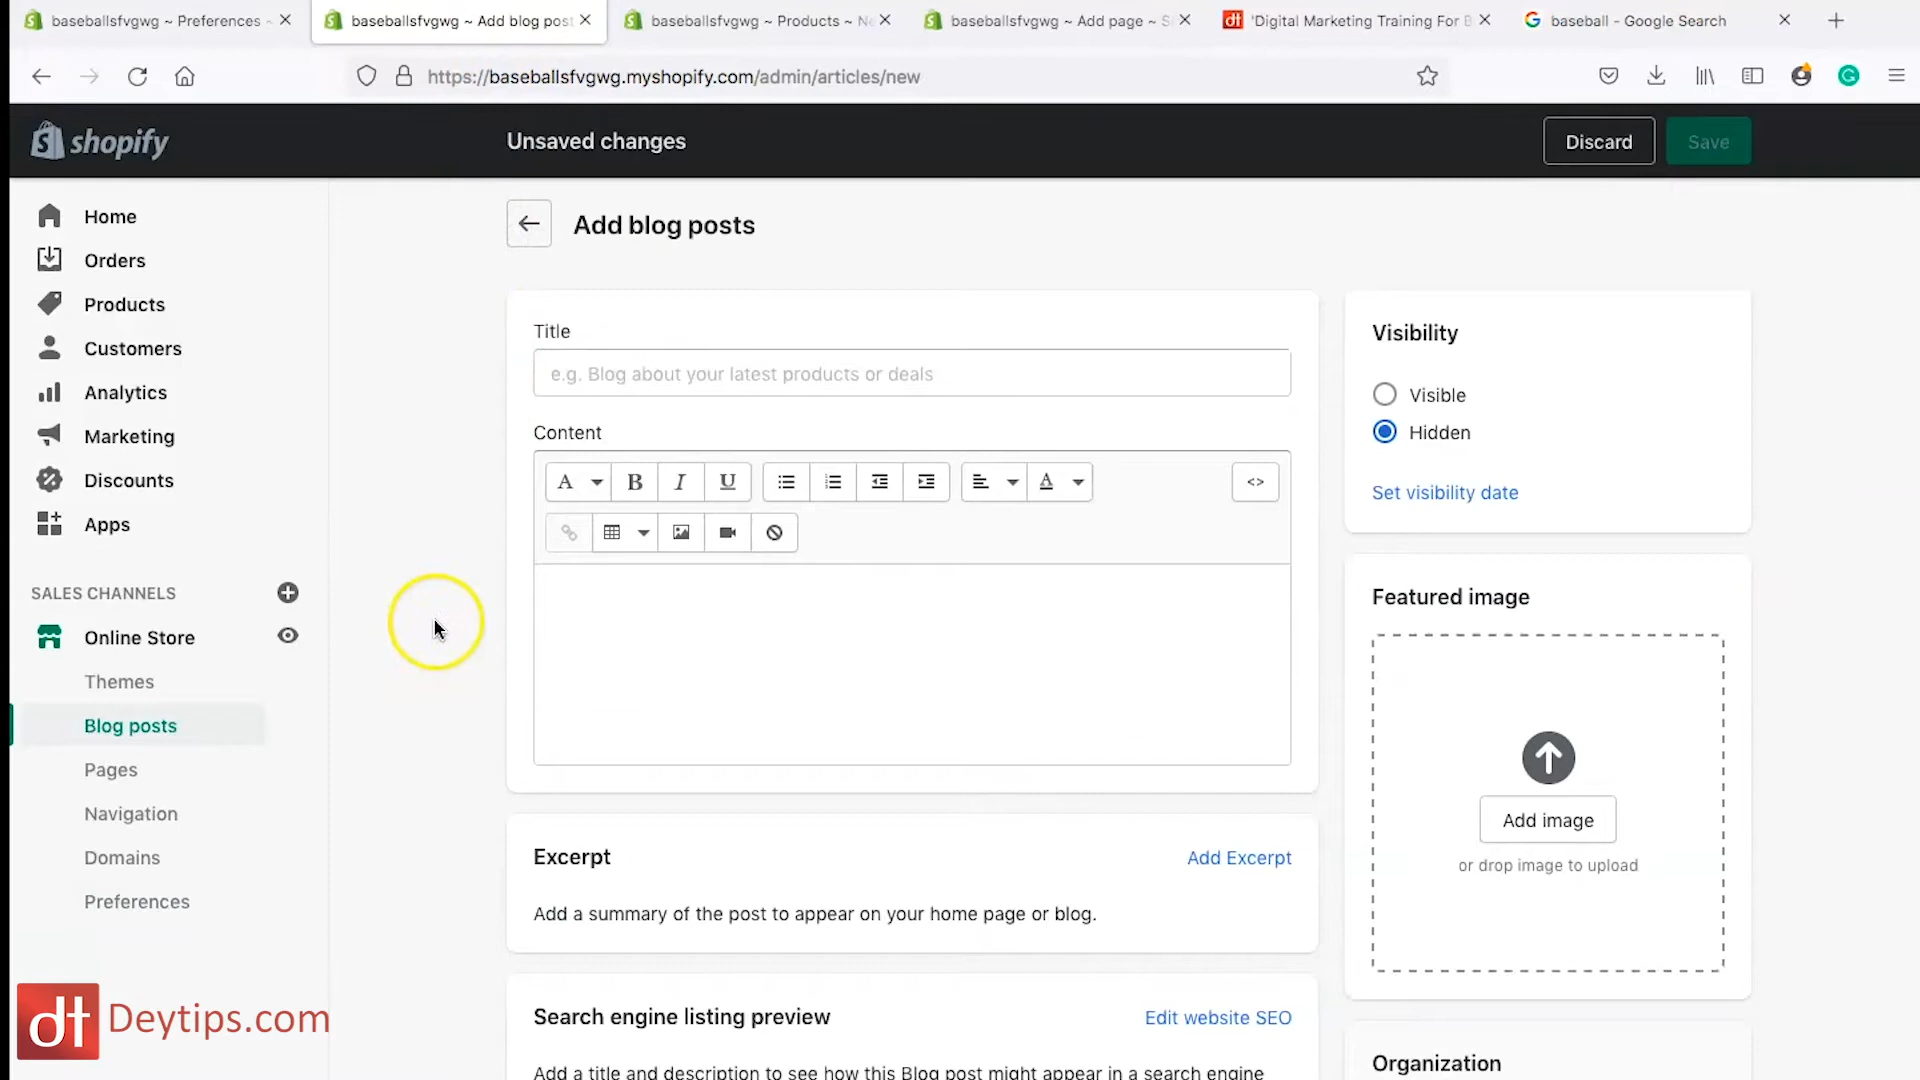 baseballsfvgwg ~ Preferences ~
baseballsfvgwg ~ Add blog post
baseballsfvgwg ~ Products ~ Ne
baseballsfvgwg ~ Add page ~ S
dt 'Digital Marketing Training For B
G baseball - Google Search
https://baseballsfvgwg.myshopify.com/admin/articles/new
shopify
Unsaved changes
Discard
Save
Home
Orders
Products
Customers
Analytics
Marketing
Discounts
Apps
SALES CHANNELS
Online Store
Themes
Blog posts
Pages
Navigation
Domains
Preferences
Add blog posts
Title
e.g. Blog about your latest products or deals
Content
A B I U A <>
Excerpt
Add Excerpt
Add a summary of the post to appear on your home page or blog.
Search engine listing preview
Edit website SEO
Add a title and description to see how this Blog post might appear in a search engine
Visibility
Visible
Hidden
Set visibility date
Featured image
Add image
or drop image to upload
Organization
dt Deytips.com